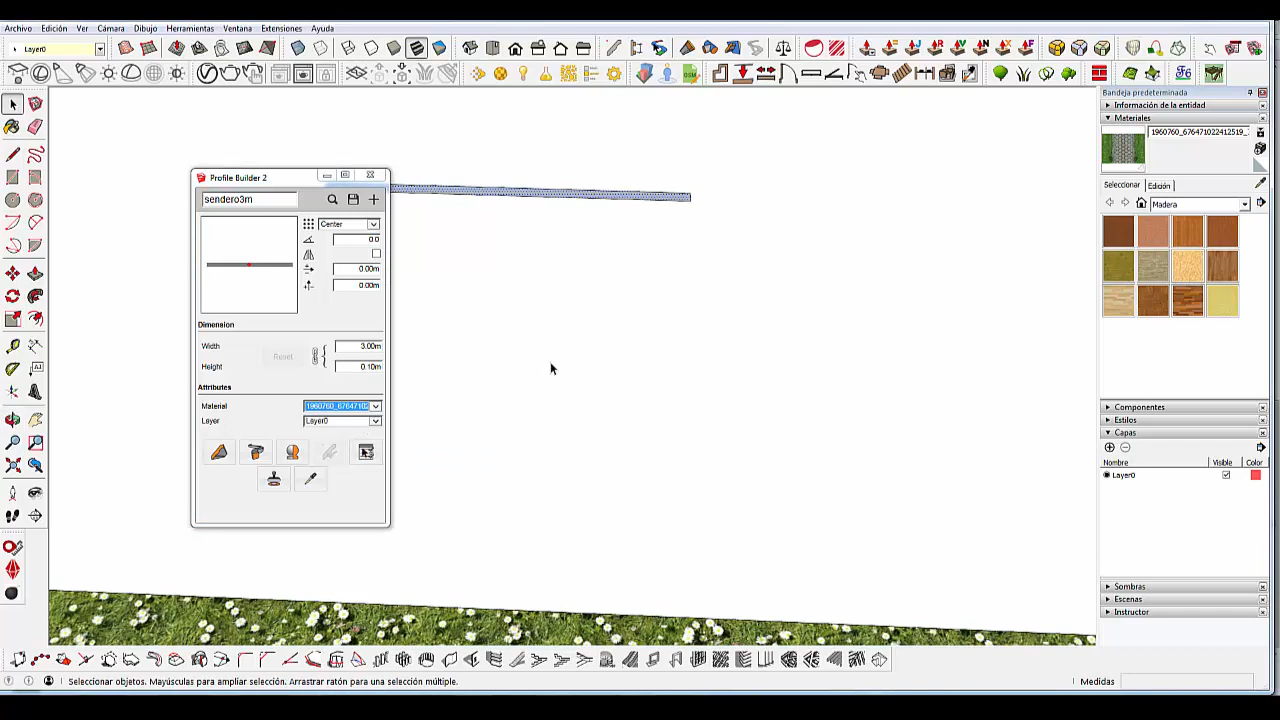 Archivo Edición Ver Cámara Dibujo Herramientas Ventana Extensiones Ayuda
Layer0
Bandeja predeterminada
Información de la entidad
Materiales
1960760_676471022412519_
Seleccionar Edición
Madera
Profile Builder 2
sendero3m
Center
0.0
0.00m
0.00m
Dimension
Width 3.00m
Reset
Height 0.10m
Attributes
Material 1960760_67647102
Layer Layer0
Componentes
Estilos
Capas
Nombre Visible Color
Layer0
Sombras
Escenas
Instructor
Seleccionar objetos. Mayúsculas para ampliar selección. Arrastrar ratón para una selección múltiple.
Medidas